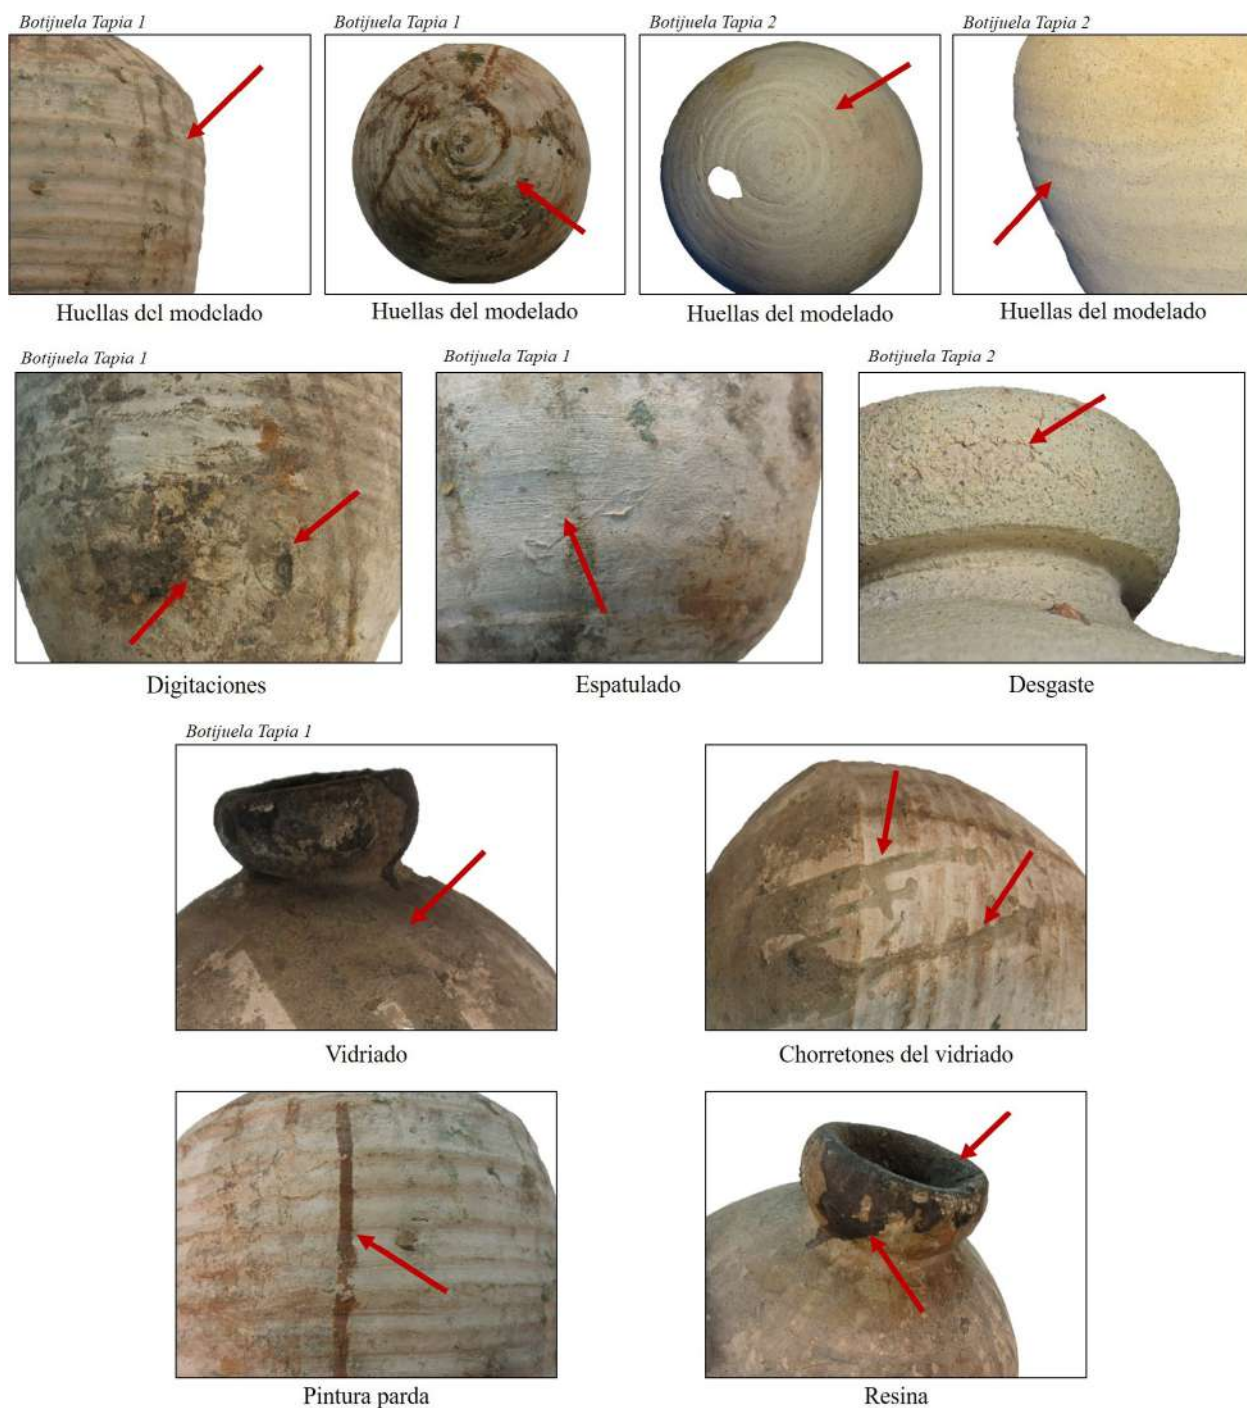 Botijuela Tapia 1
Botijuela Tapia 1
Botijuela Tapia 2
Botijuela Tapia 2
Huellas del modelado
Huellas del modelado
Huellas del modelado
Huellas del modelado
Botijuela Tapia 1
Botijuela Tapia 1
Botijuela Tapia 2
Digitaciones
Espatulado
Desgaste
Botijuela Tapia 1
Vidriado
Chorretones del vidriado
Pintura parda
Resina